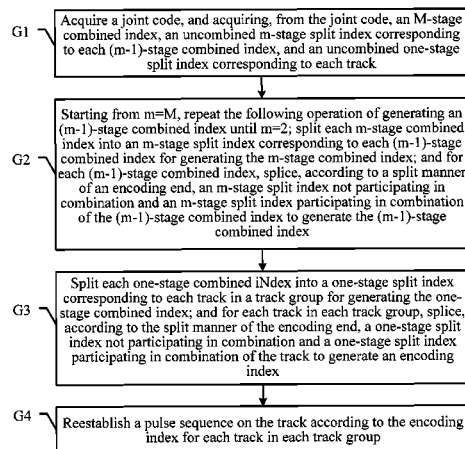 G1
Acquire a joint code, and acquiring, from the joint code, an M-stage
combined index, an uncombined m-stage split index corresponding
to each (m-1)-stage combined index, and an uncombined one-stage
split index corresponding to each track
G2
Starting from m=M, repeat the following operation of generating an
(m-1)-stage combined index until m=2; split each m-stage combined
index into an m-stage split index corresponding to each (m-1)-stage
combined index for generating the m-stage combined index; and for
each (m-1)-stage combined index, splice, according to a split manner
of an encoding end, an m-stage split index not participating in
combination and an m-stage split index participating in combination
of the (m-1)-stage combined index to generate the (m-1)-stage
combined index
G3
Split each one-stage combined iNdex into a one-stage split index
corresponding to each track in a track group for generating the one-
stage combined index; and for each track in each track group, splice,
according to the split manner of the encoding end, a one-stage split
index not participating in combination and a one-stage split index
participating in combination of the track to generate an encoding
index
G4
Reestablish a pulse sequence on the track according to the encoding
index for each track in each track group